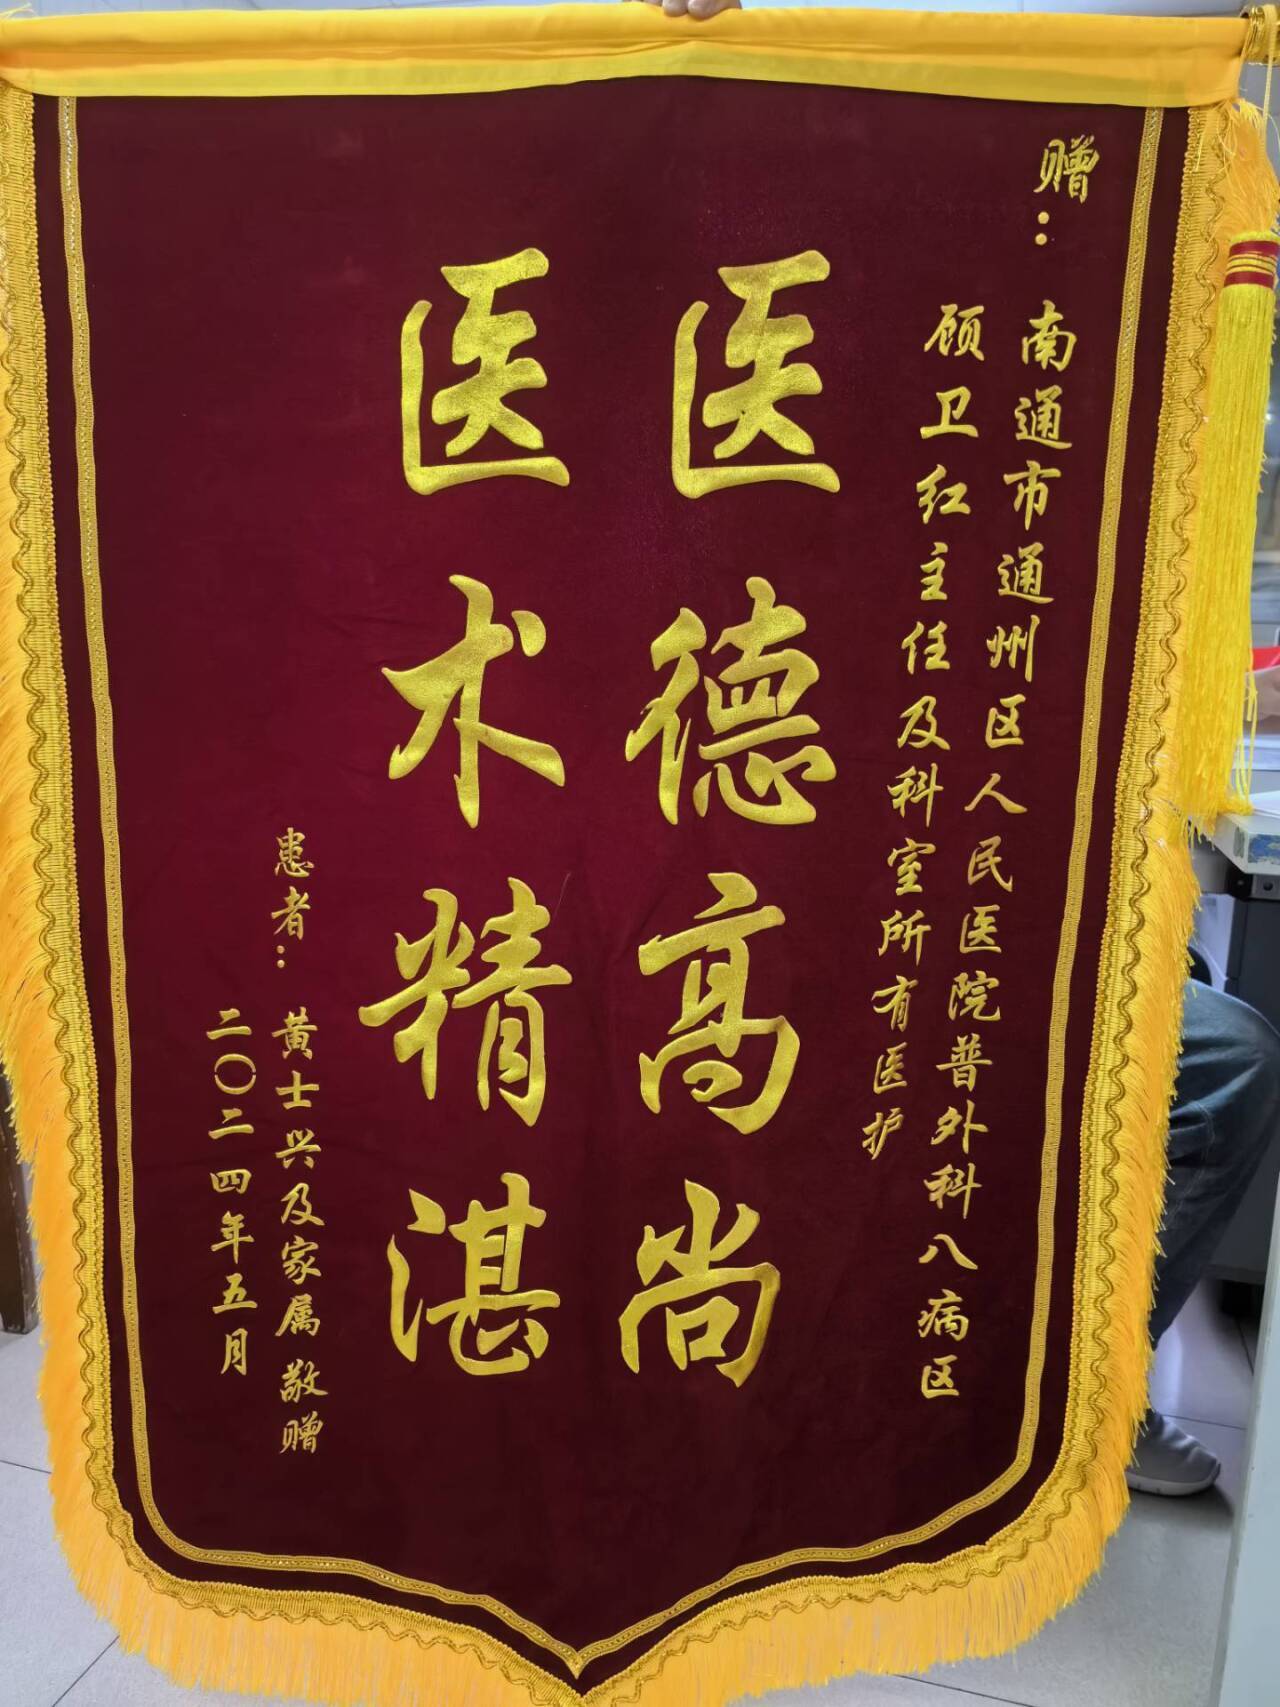 赠：
南通市通州区人民医院普外科八病区
顾卫红主任及科室所有医护
医德高尚
医术精湛
患者：黄士兴及家属 敬赠
二〇二四年五月